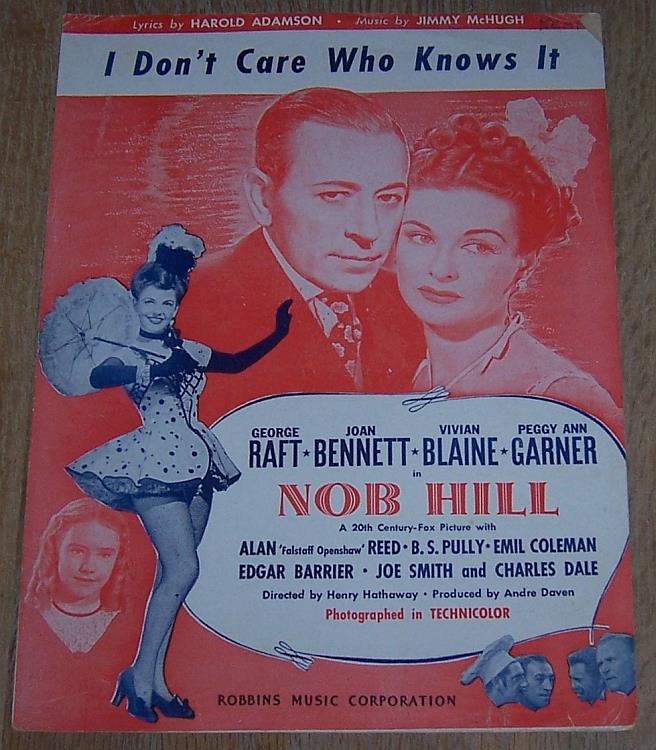 Lyrics by HAROLD ADAMSON • Music by JIMMY McHUGH
I Don't Care Who Knows It
GEORGE JOAN VIVIAN PEGGY ANN
RAFT ★ BENNETT ★ BLAINE ★ GARNER
in
NOB HILL
A 20th Century-Fox Picture with
ALAN 'Falstaff Openshaw' REED • B. S. PULLY • EMIL COLEMAN
EDGAR BARRIER • JOE SMITH and CHARLES DALE
Directed by Henry Hathaway • Produced by Andre Daven
Photographed in TECHNICOLOR
ROBBINS MUSIC CORPORATION